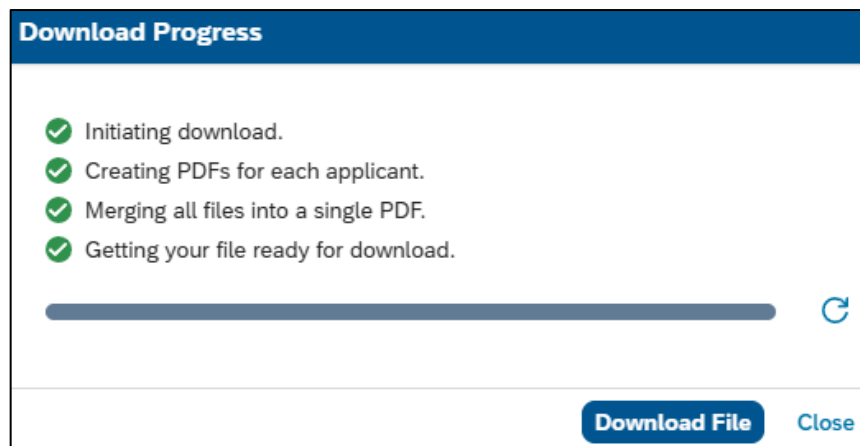 Download Progress
Initiating download.
Creating PDFs for each applicant.
Merging all files into a single PDF.
Getting your file ready for download.
Download File Close